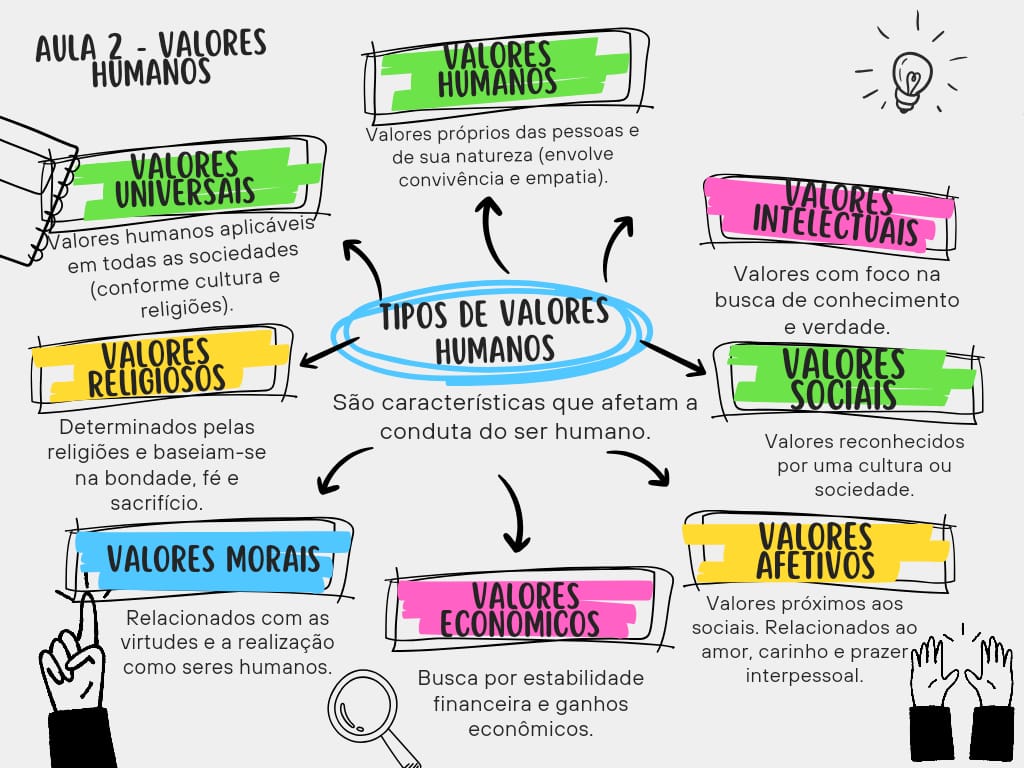 AULA 2 - VALORES
HUMANOS
VALORES
HUMANOS
Valores próprios das pessoas e
de sua natureza (envolve
convivência e empatia).
VALORES
UNIVERSAIS
Valores humanos aplicáveis
em todas as sociedades
(conforme cultura e
religiões).
VALORES
INTELECTUAIS
Valores com foco na
busca de conhecimento
e verdade.
TIPOS DE VALORES
HUMANOS
São características que afetam a
conduta do ser humano.
VALORES
RELIGIOSOS
Determinados pelas
religiões e baseiam-se
na bondade, fé e
sacrifício.
VALORES
SOCIAIS
Valores reconhecidos
por uma cultura ou
sociedade.
VALORES MORAIS
Relacionados com as
virtudes e a realização
como seres humanos.
VALORES
ECONOMICOS
Busca por estabilidade
financeira e ganhos
econômicos.
VALORES
AFETIVOS
Valores próximos aos
sociais. Relacionados ao
amor, carinho e prazer
interpessoal.